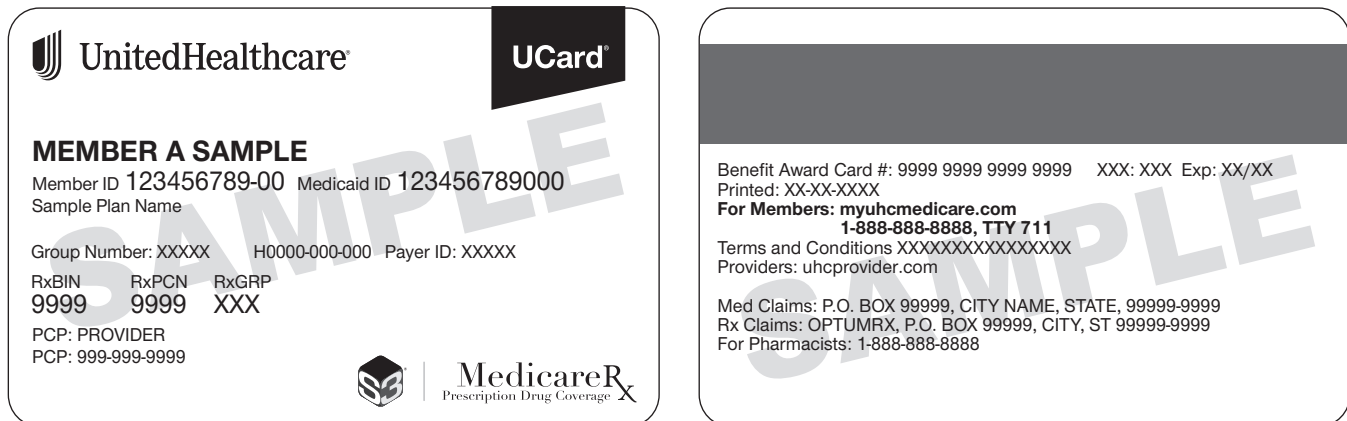 UnitedHealthcare®
UCard®
MEMBER A SAMPLE
Member ID 123456789-00 Medicaid ID 123456789000
Sample Plan Name
Group Number: XXXXX H0000-000-000 Payer ID: XXXXX
RxBIN RxPCN RxGRP
9999 9999 XXX
PCP: PROVIDER
PCP: 999-999-9999
S3
MedicareRx
Prescription Drug Coverage
SAMPLE
Benefit Award Card #: 9999 9999 9999 9999 XXX: XXX Exp: XX/XX
Printed: XX-XX-XXXX
For Members: myuhcmedicare.com
1-888-888-8888, TTY 711
Terms and Conditions XXXXXXXXXXXXXXXX
Providers: uhcprovider.com
Med Claims: P.O. BOX 99999, CITY NAME, STATE, 99999-9999
Rx Claims: OPTUMRX, P.O. BOX 99999, CITY, ST 99999-9999
For Pharmacists: 1-888-888-8888
SAMPLE